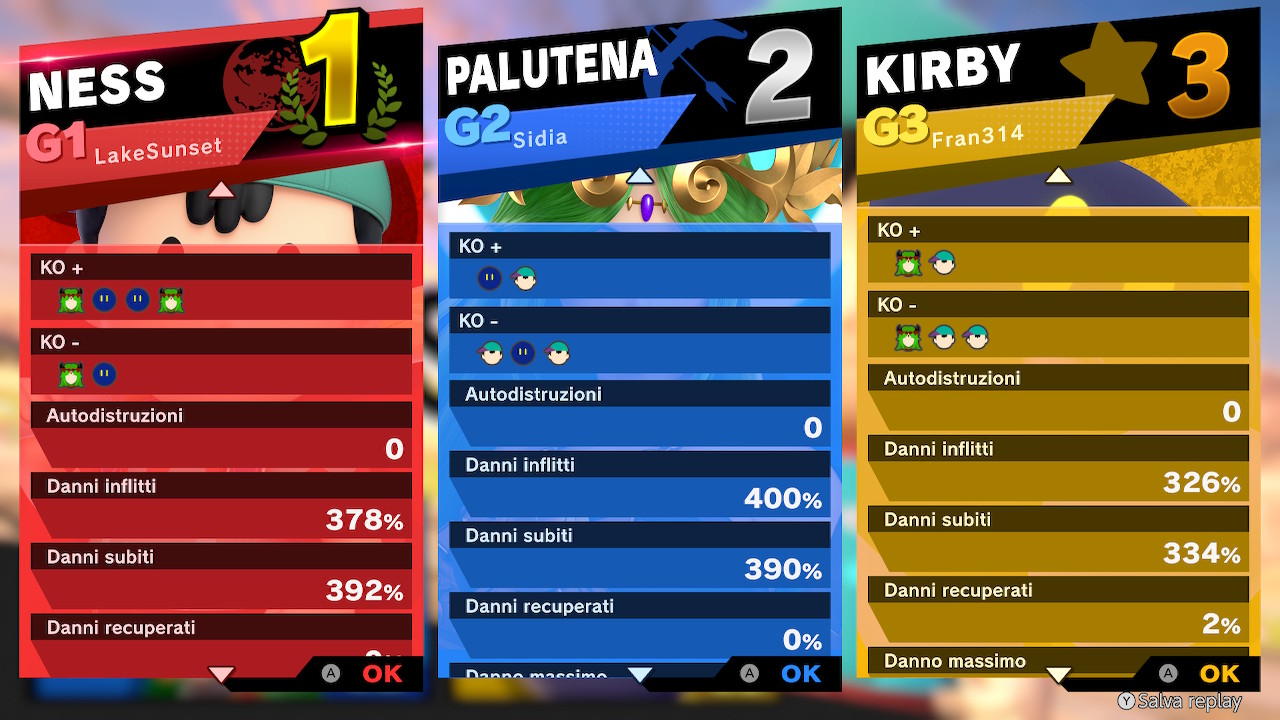 NESS 1
G1 LakeSunset
KO +
KO -
Autodistruzioni
0
Danni inflitti
378%
Danni subiti
392%
Danni recuperati
A OK
PALUTENA 2
G2 Sidia
KO +
KO -
Autodistruzioni
0
Danni inflitti
400%
Danni subiti
390%
Danni recuperati
0%
Danno massimo
A OK
KIRBY 3
G3 Fran314
KO +
KO -
Autodistruzioni
0
Danni inflitti
326%
Danni subiti
334%
Danni recuperati
2%
Danno massimo
A OK
Y Salva replay